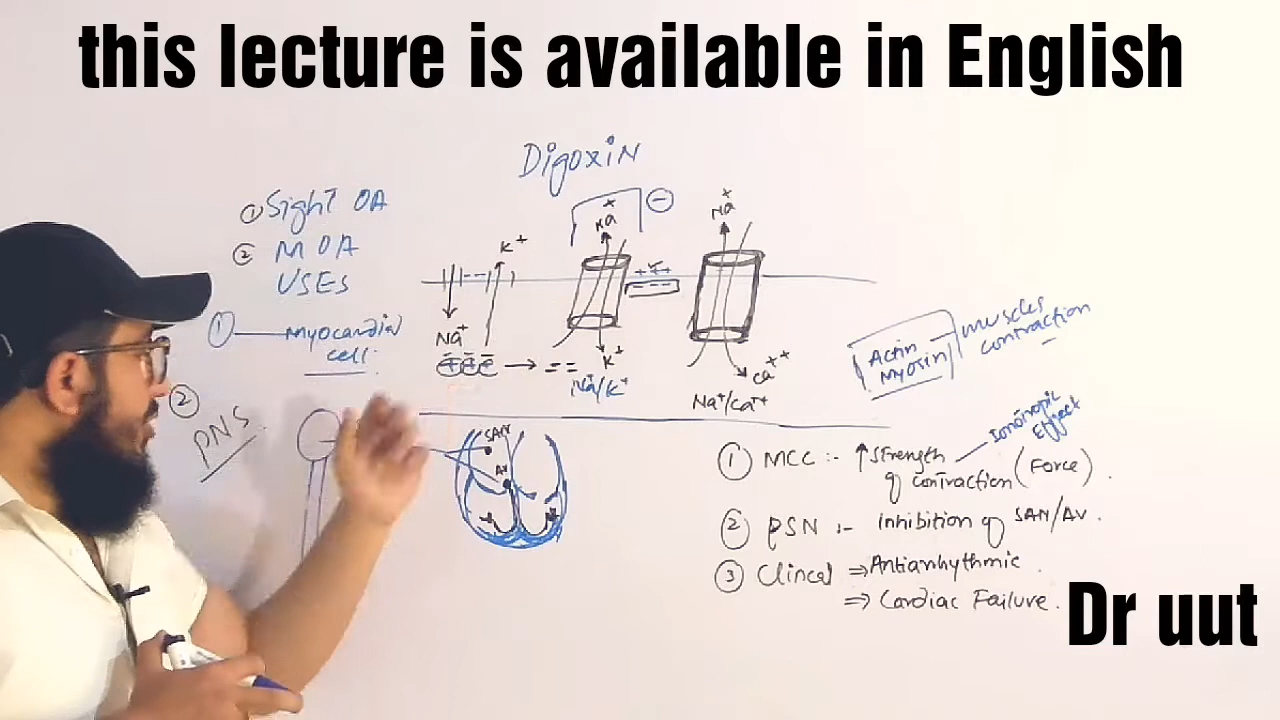 this lecture is available in English
Digoxin
① Sight OA
② MOA
USES
① myocardial
cell.
② PNS
K+
Na+
Na+
+ + +
---
Na+
K+
Na+/K+
Ca++
Na+/Ca++
Actin
Myosin
muscles
contraction
SAN
AV
① MCC :- ↑ Strength
of contraction (Force).
Ionotropic
Effect
② PSN :- inhibition of SAN/AV.
③ Clincal ⇒ Antiarrhythmic.
⇒ Cardiac Failure.
Dr uut